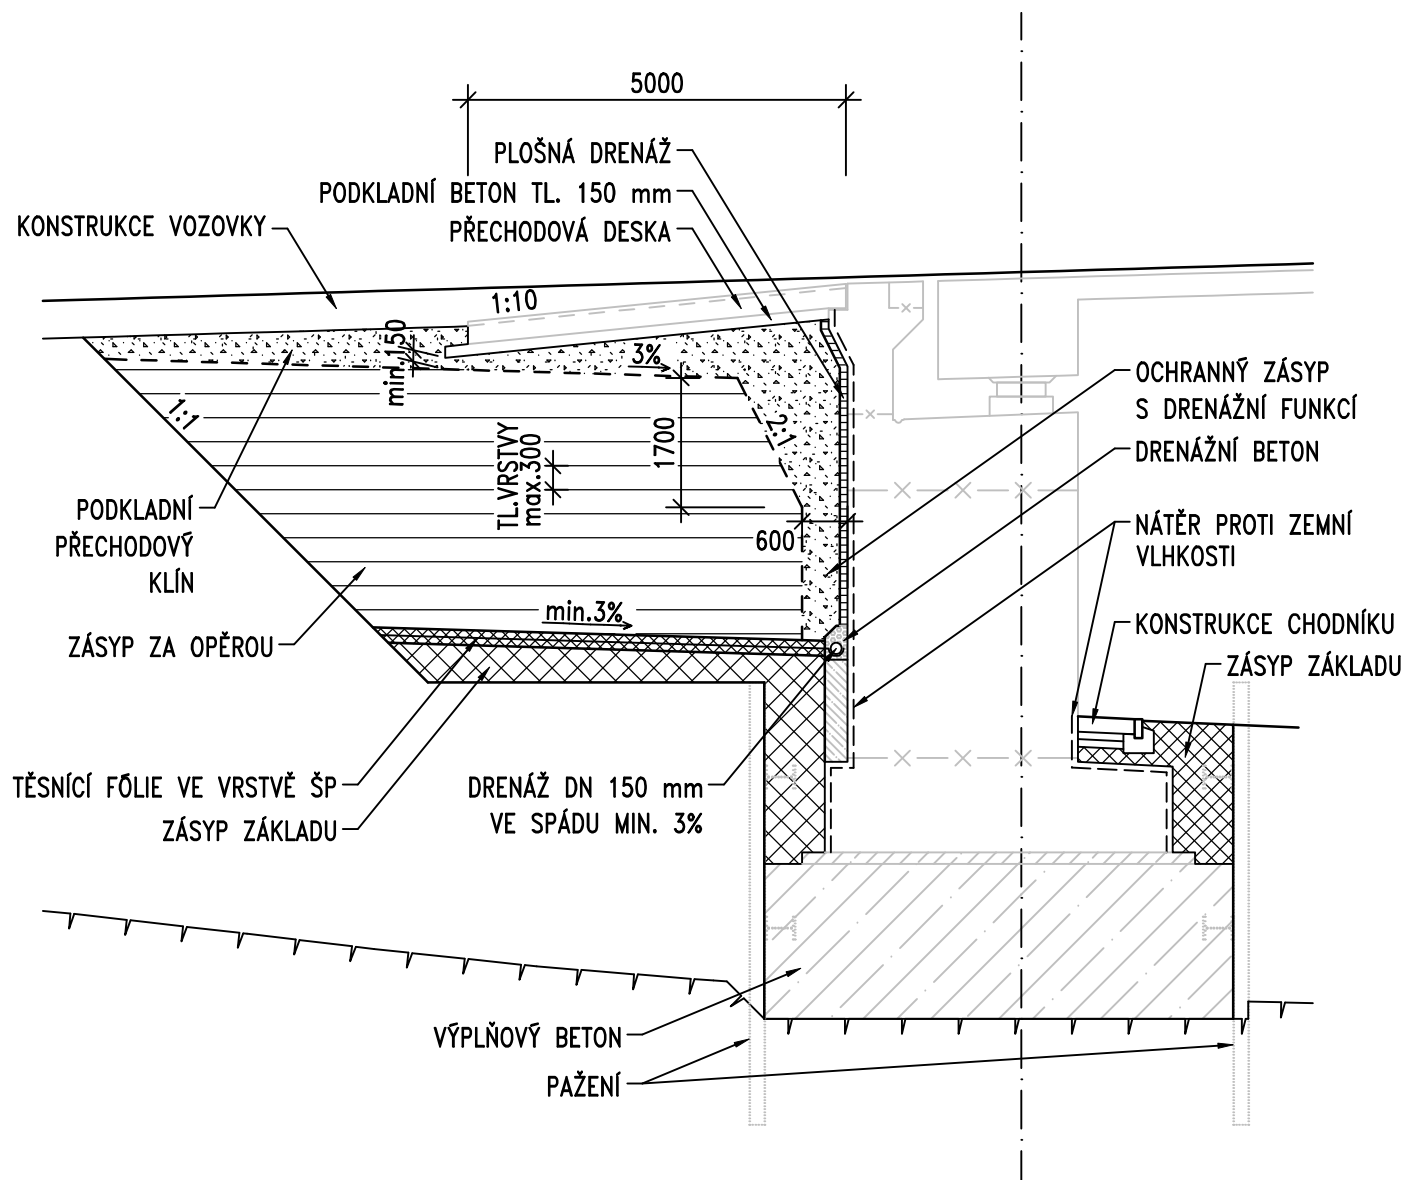 5000
PLOŠNÁ DRENÁŽ
PODKLADNÍ BETON TL. 150 mm
PŘECHODOVÁ DESKA
KONSTRUKCE VOZOVKY
1:10
min.150
3%
1:1
2:1
1700
TL.VRSTVY
max.300
600
OCHRANNÝ ZÁSYP
S DRENÁŽNÍ FUNKCÍ
DRENÁŽNÍ BETON
NÁTĚR PROTI ZEMNÍ
VLHKOSTI
PODKLADNÍ
PŘECHODOVÝ
KLÍN
min.3%
ZÁSYP ZA OPĚROU
KONSTRUKCE CHODNÍKU
ZÁSYP ZÁKLADU
TĚSNÍCÍ FÓLIE VE VRSTVĚ ŠP
ZÁSYP ZÁKLADU
DRENÁŽ DN 150 mm
VE SPÁDU MIN. 3%
VÝPLŇOVÝ BETON
PAŽENÍ